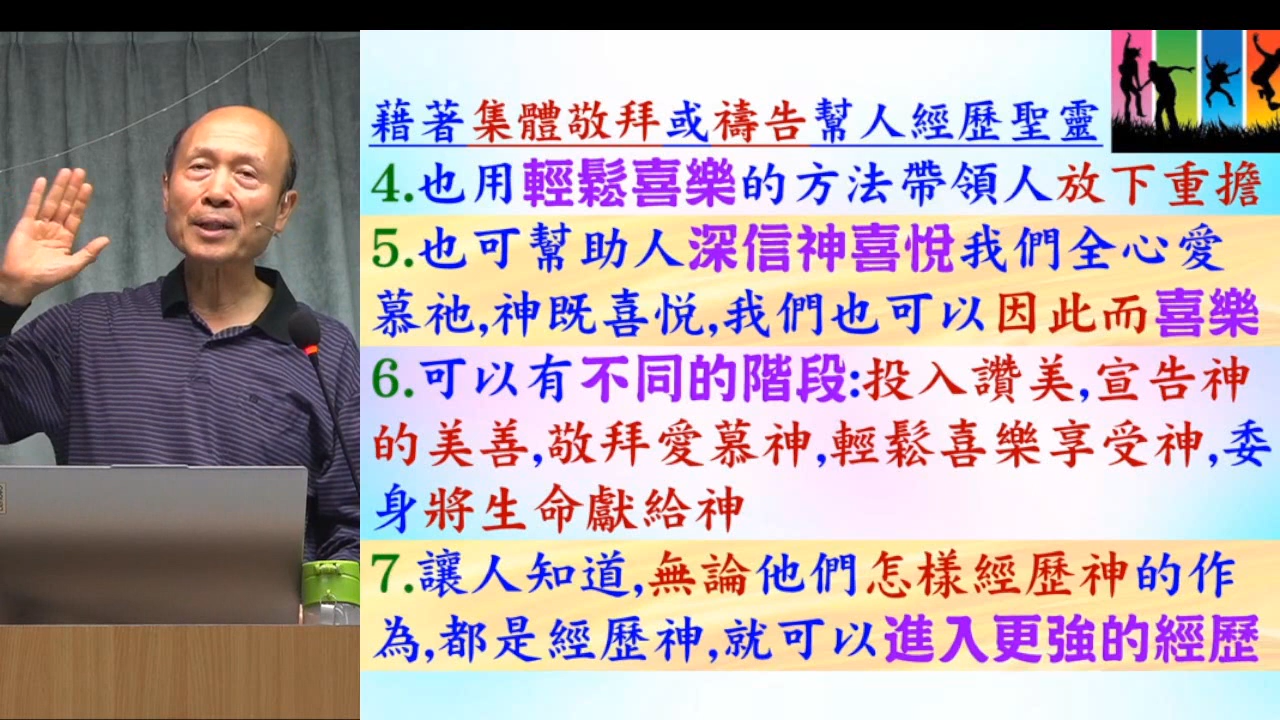 藉著集體敬拜或禱告幫人經歷聖靈
4.也用輕鬆喜樂的方法帶領人放下重擔
5.也可幫助人深信神喜悅我們全心愛
慕祂,神既喜悅,我們也可以因此而喜樂
6.可以有不同的階段:投入讚美,宣告神
的美善,敬拜愛慕神,輕鬆喜樂享受神,委
身將生命獻給神
7.讓人知道,無論他們怎樣經歷神的作
為,都是經歷神,就可以進入更強的經歷